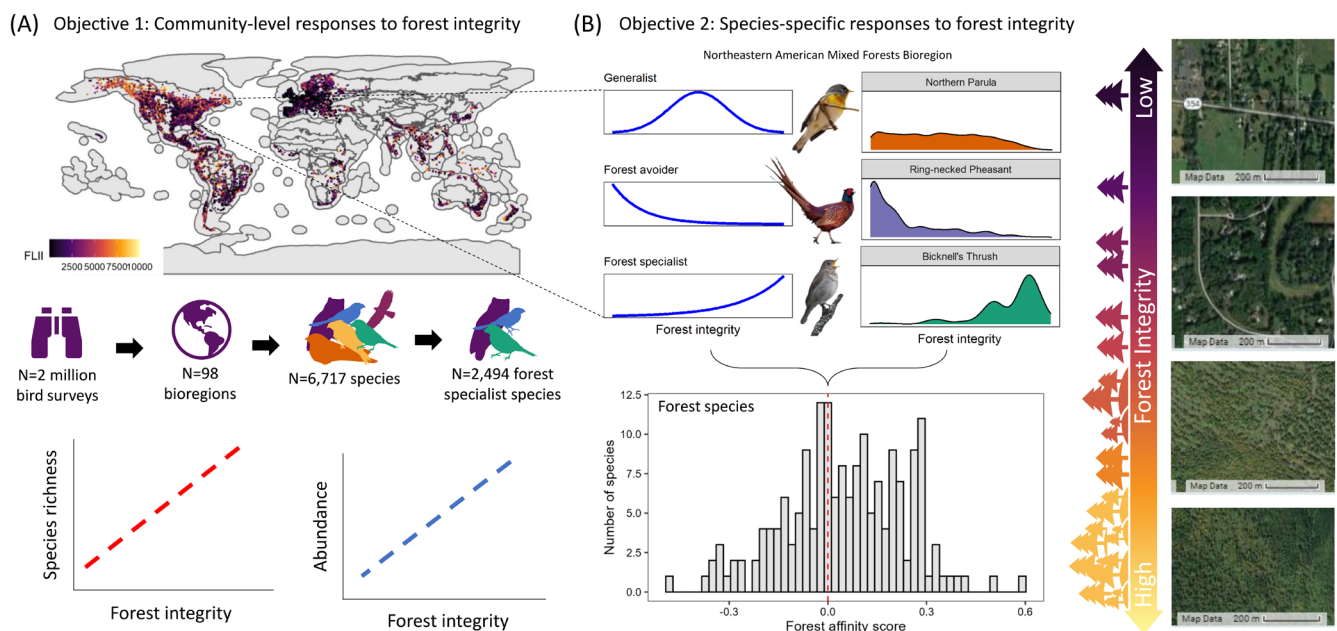 (A) Objective 1: Community-level responses to forest integrity
FLII
2500 5000 7500 10000
N=2 million
bird surveys
N=98
bioregions
N=6,717 species
N=2,494 forest
specialist species
Species richness
Forest integrity
Abundance
Forest integrity
(B) Objective 2: Species-specific responses to forest integrity
Northeastern American Mixed Forests Bioregion
Generalist
Northern Parula
Forest avoider
Ring-necked Pheasant
Forest specialist
Bicknell's Thrush
Forest integrity
Forest integrity
Forest species
Number of species
12.5
10.0
7.5
5.0
2.5
0.0
-0.3
0.0
0.3
0.6
Forest affinity score
Low
Forest Integrity
High
354
Map Data 200 m
Map Data 200 m
Map Data 200 m
Map Data 200 m